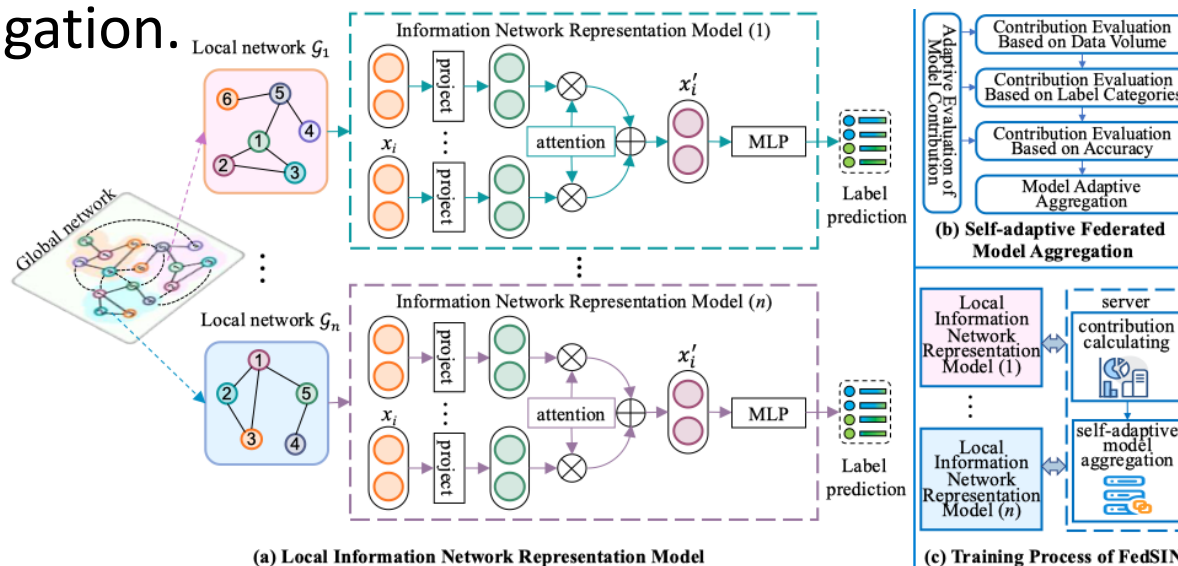 gation.
Local network 𝒢1
6
5
4
1
2
3
Global network
Local network 𝒢n
1
2
5
3
4
Information Network Representation Model (1)
xi
project
project
attention
x′i
MLP
Label
prediction
Information Network Representation Model (n)
xi
project
project
attention
x′i
MLP
Label
prediction
(a) Local Information Network Representation Model
Adaptive Evaluation of
Model Contribution
Contribution Evaluation
Based on Data Volume
Contribution Evaluation
Based on Label Categories
Contribution Evaluation
Based on Accuracy
Model Adaptive
Aggregation
(b) Self-adaptive Federated
Model Aggregation
Local
Information
Network
Representation
Model (1)
Local
Information
Network
Representation
Model (n)
server
contribution
calculating
self-adaptive
model
aggregation
(c) Training Process of FedSIN